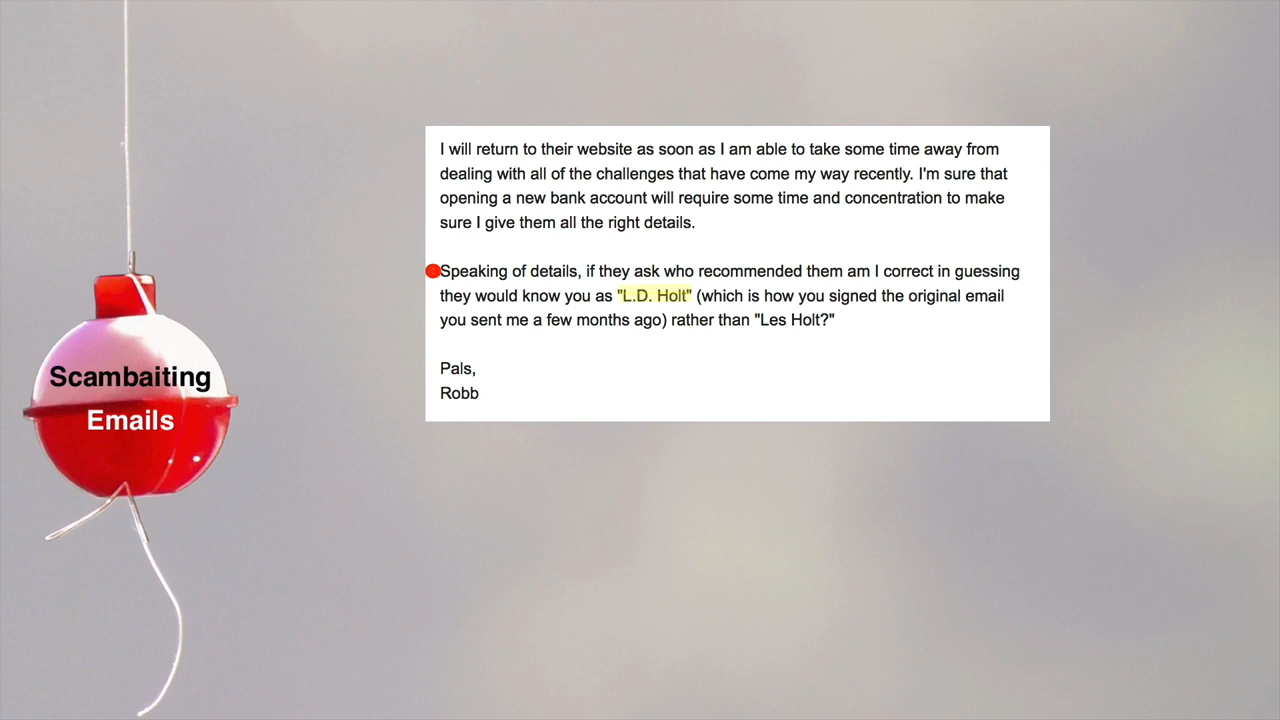 Scambaiting
Emails
I will return to their website as soon as I am able to take some time away from
dealing with all of the challenges that have come my way recently. I'm sure that
opening a new bank account will require some time and concentration to make
sure I give them all the right details.
Speaking of details, if they ask who recommended them am I correct in guessing
they would know you as "L.D. Holt" (which is how you signed the original email
you sent me a few months ago) rather than "Les Holt?"
Pals,
Robb